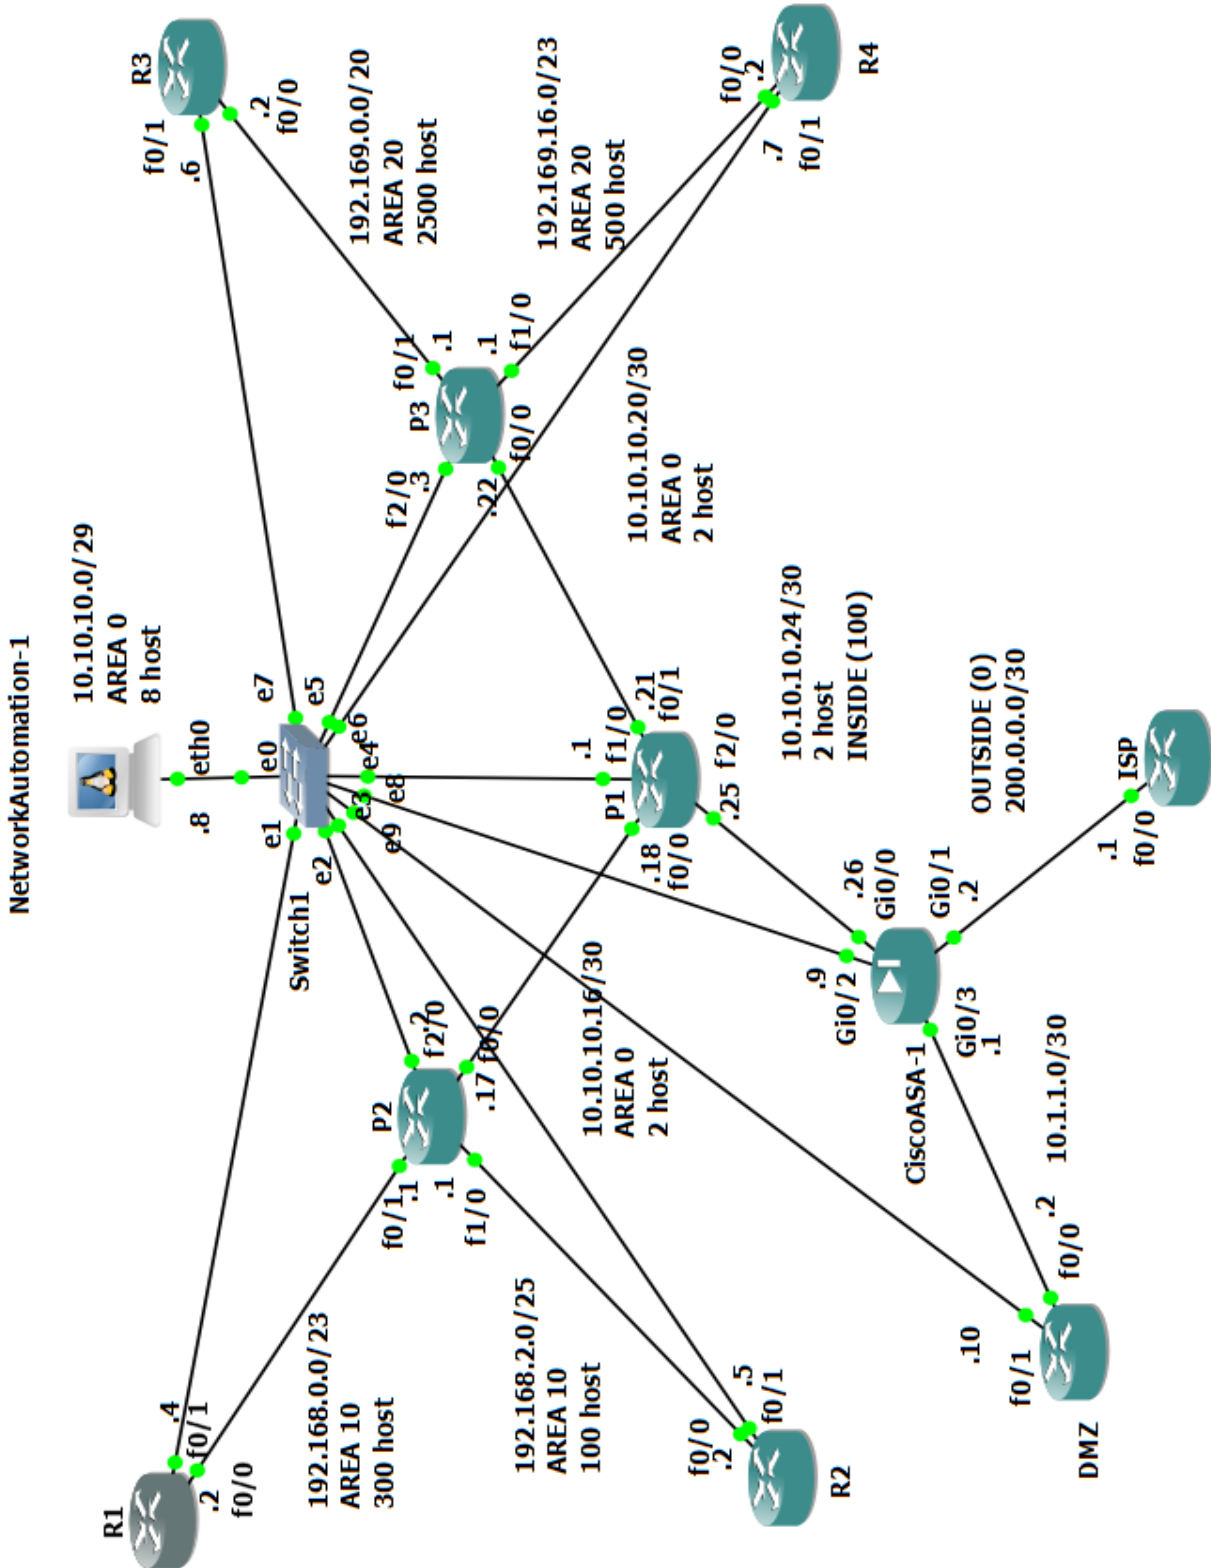 NetworkAutomation-1
10.10.10.0/29
AREA 0
8 host
.8
eth0
e0
e1
e7
e2
e5
e6
e3
e4
e9
e8
Switch1
R1
.4
f0/1
.2
f0/0
192.168.0.0/23
AREA 10
300 host
P2
f0/1
.1
.1
f1/0
.2
f2/0
.17
f0/0
192.168.2.0/25
AREA 10
100 host
f0/0
.2
.5
f0/1
R2
10.10.10.16/30
AREA 0
2 host
P1
.1
f1/0
.18
f0/0
.21
f0/1
.25
f2/0
R3
f0/1
.6
.2
f0/0
192.169.0.0/20
AREA 20
2500 host
P3
f0/1
.1
f2/0
.3
.1
f1/0
.22
f0/0
192.169.16.0/23
AREA 20
500 host
f0/0
.2
.7
f0/1
R4
10.10.10.20/30
AREA 0
2 host
10.10.10.24/30
2 host
INSIDE (100)
.26
Gi0/0
.9
Gi0/2
Gi0/1
.2
Gi0/3
.1
CiscoASA-1
OUTSIDE (0)
200.0.0.0/30
.1
f0/0
ISP
10.1.1.0/30
.2
f0/0
.10
f0/1
DMZ